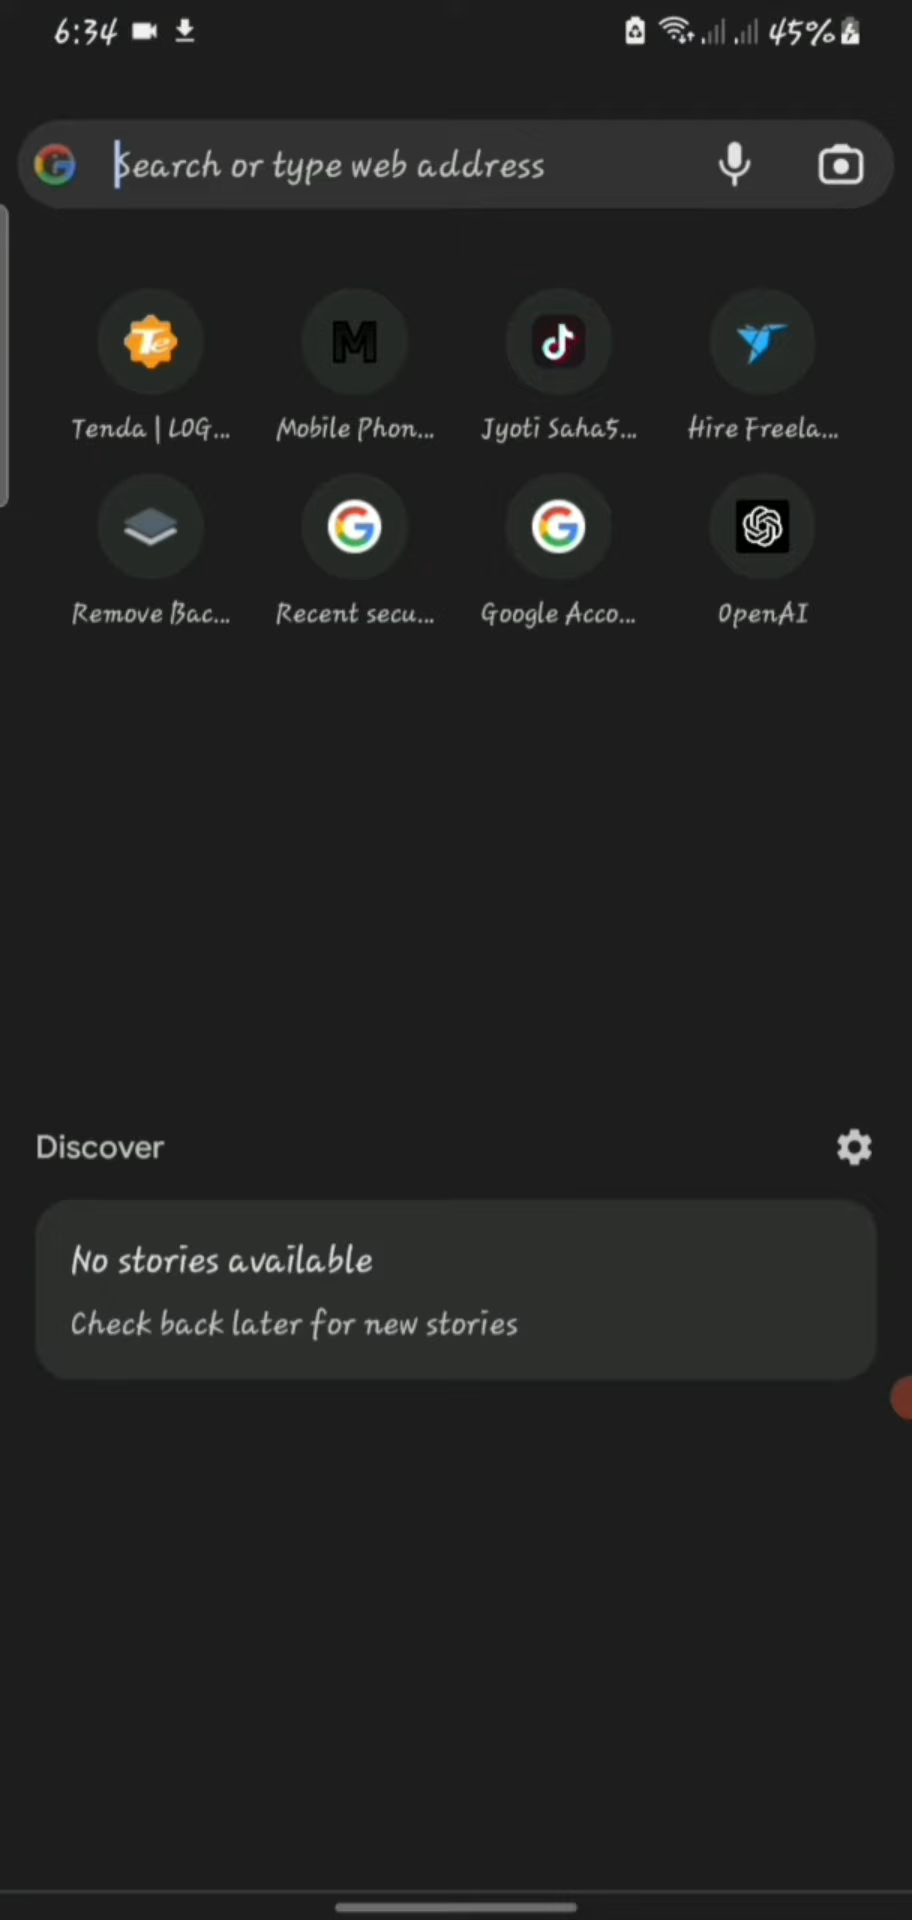 6:34 45%
Search or type web address
Tenda | LOG... Mobile Phon... Jyoti Saha5... Hire Freela...
Remove Bac... Recent secu... Google Acco... OpenAI
Discover
No stories available
Check back later for new stories